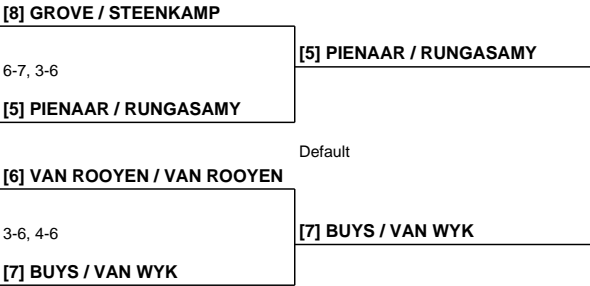 [8] GROVE / STEENKAMP
[5] PIENAAR / RUNGASAMY
6-7, 3-6
[5] PIENAAR / RUNGASAMY
Default
[6] VAN ROOYEN / VAN ROOYEN
[7] BUYS / VAN WYK
3-6, 4-6
[7] BUYS / VAN WYK